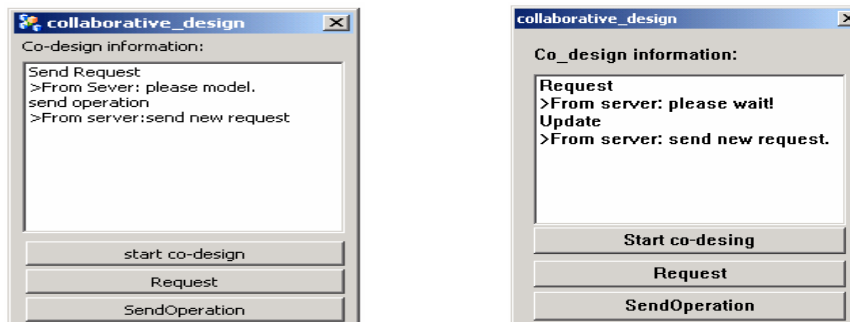 collaborative_design
Co-design information:
Send Request
>From Sever: please model.
send operation
>From server:send new request
start co-design
Request
SendOperation
collaborative_design
Co_design information:
Request
>From server: please wait!
Update
>From server: send new request.
Start co-desing
Request
SendOperation